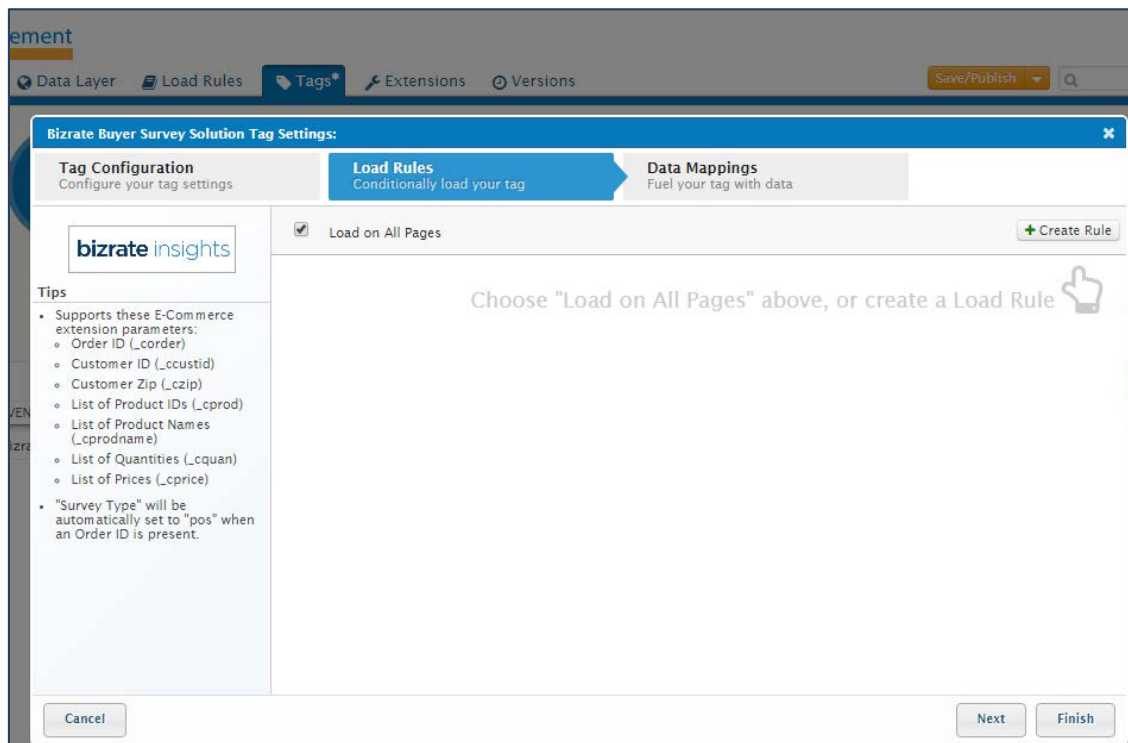 ement
Data Layer Load Rules Tags* Extensions Versions Save/Publish
Bizrate Buyer Survey Solution Tag Settings:
Tag Configuration
Configure your tag settings
Load Rules
Conditionally load your tag
Data Mappings
Fuel your tag with data
bizrate insights
Load on All Pages
Create Rule
Choose "Load on All Pages" above, or create a Load Rule
Tips
Supports these E-Commerce
extension parameters:
Order ID (_corder)
Customer ID (_ccustid)
Customer Zip (_czip)
List of Product IDs (_cprod)
List of Product Names
(_cprodname)
List of Quantities (_cquan)
List of Prices (_cprice)
"Survey Type" will be
automatically set to "pos" when
an Order ID is present.
/EN
izra
Cancel Next Finish